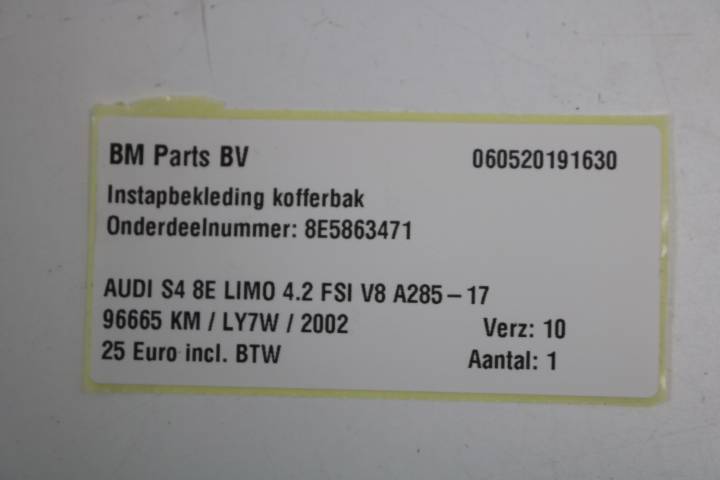 BM Parts BV 060520191630
Instapbekleding kofferbak
Onderdeelnummer: 8E5863471
AUDI S4 8E LIMO 4.2 FSI V8 A285-17
96665 KM / LY7W / 2002 Verz: 10
25 Euro incl. BTW Aantal: 1